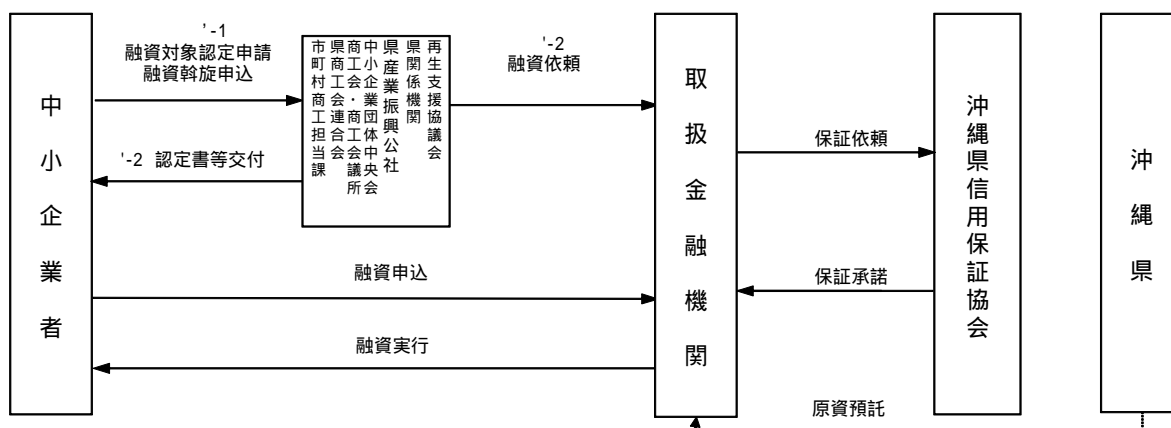 中小企業者
'-1
融資対象認定申請
融資斡旋申込
'-2 認定書等交付
再生支援協議会
県関係機関
県産業振興公社
中小企業団体中央会
商工会・商工会議所
県商工会連合会
市町村商工担当課
'-2
融資依頼
融資申込
融資実行
取扱金融機関
保証依頼
保証承諾
原資預託
沖縄県信用保証協会
沖縄県